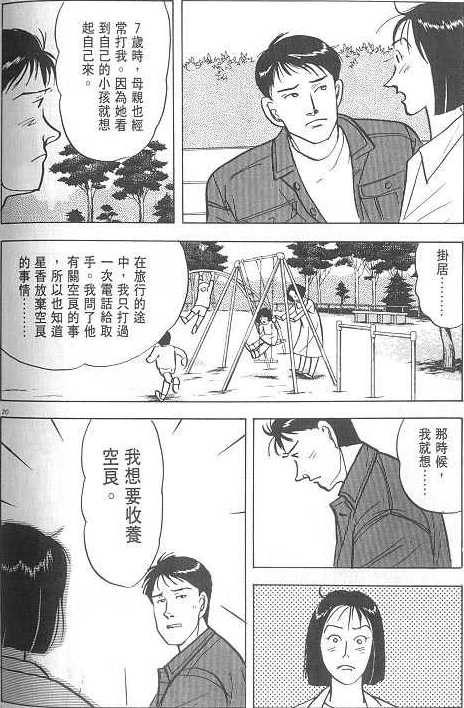 7歲時，母親也經
常打我。因為她看
到自己的小孩就想
起自己來。
掛居………
在旅行的途
中，我只打過
一次電話給取
手。我問了他
有關空艮的事
，所以也知道
星香放棄空艮
的事情………
那時候，
我就想…
我想要收養
空艮。
20